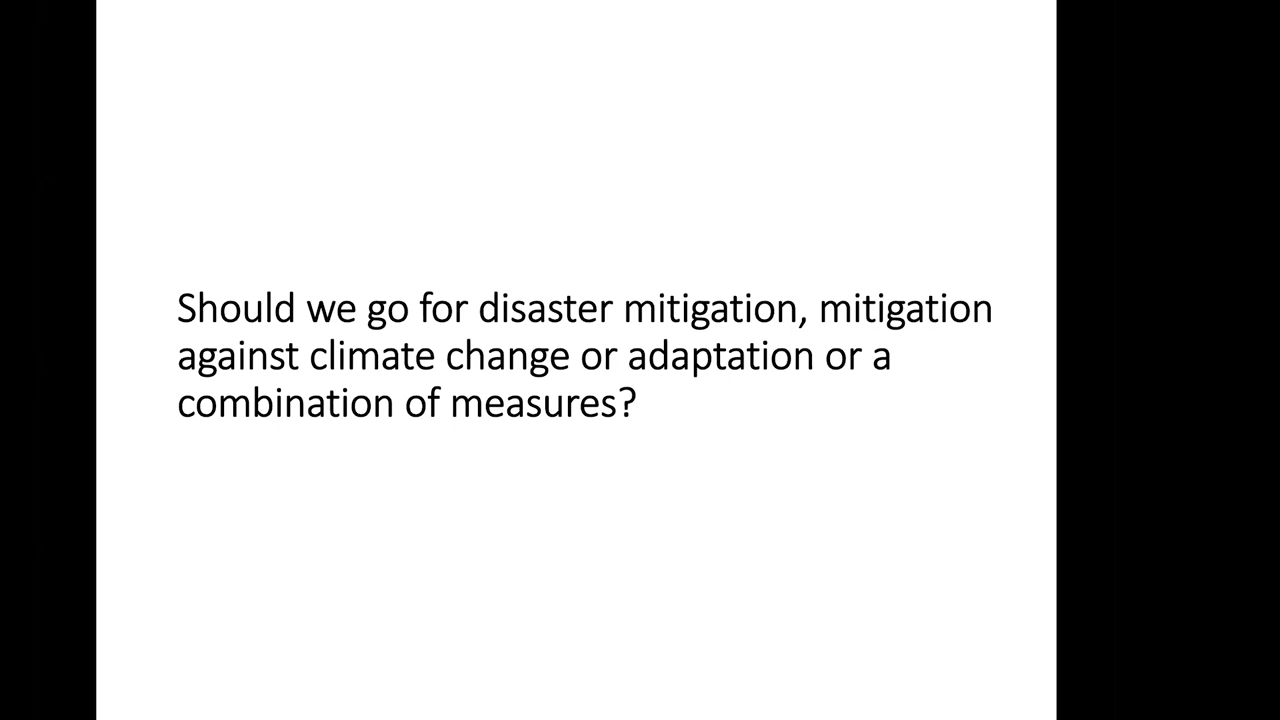 Should we go for disaster mitigation, mitigation
against climate change or adaptation or a
combination of measures?